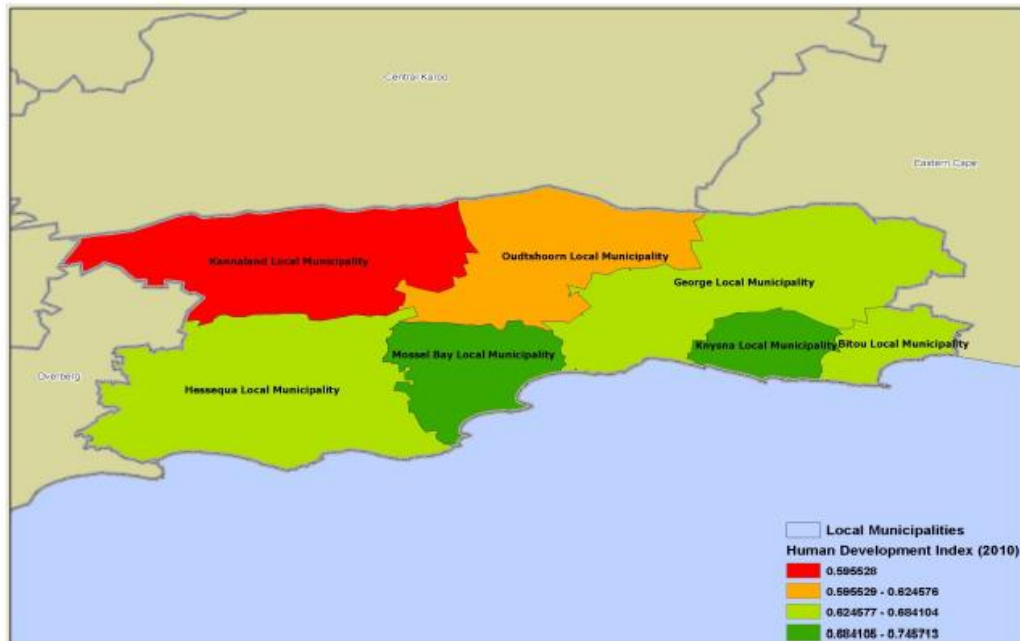 Central Karoo
Eastern Cape
Kannaland Local Municipality
Oudtshoorn Local Municipality
George Local Municipality
Mossel Bay Local Municipality
Knysna Local Municipality
Bitou Local Municipality
Overberg
Hessequa Local Municipality
Local Municipalities
Human Development Index (2010)
0.595528
0.595529 - 0.624576
0.624577 - 0.684104
0.684105 - 0.745713